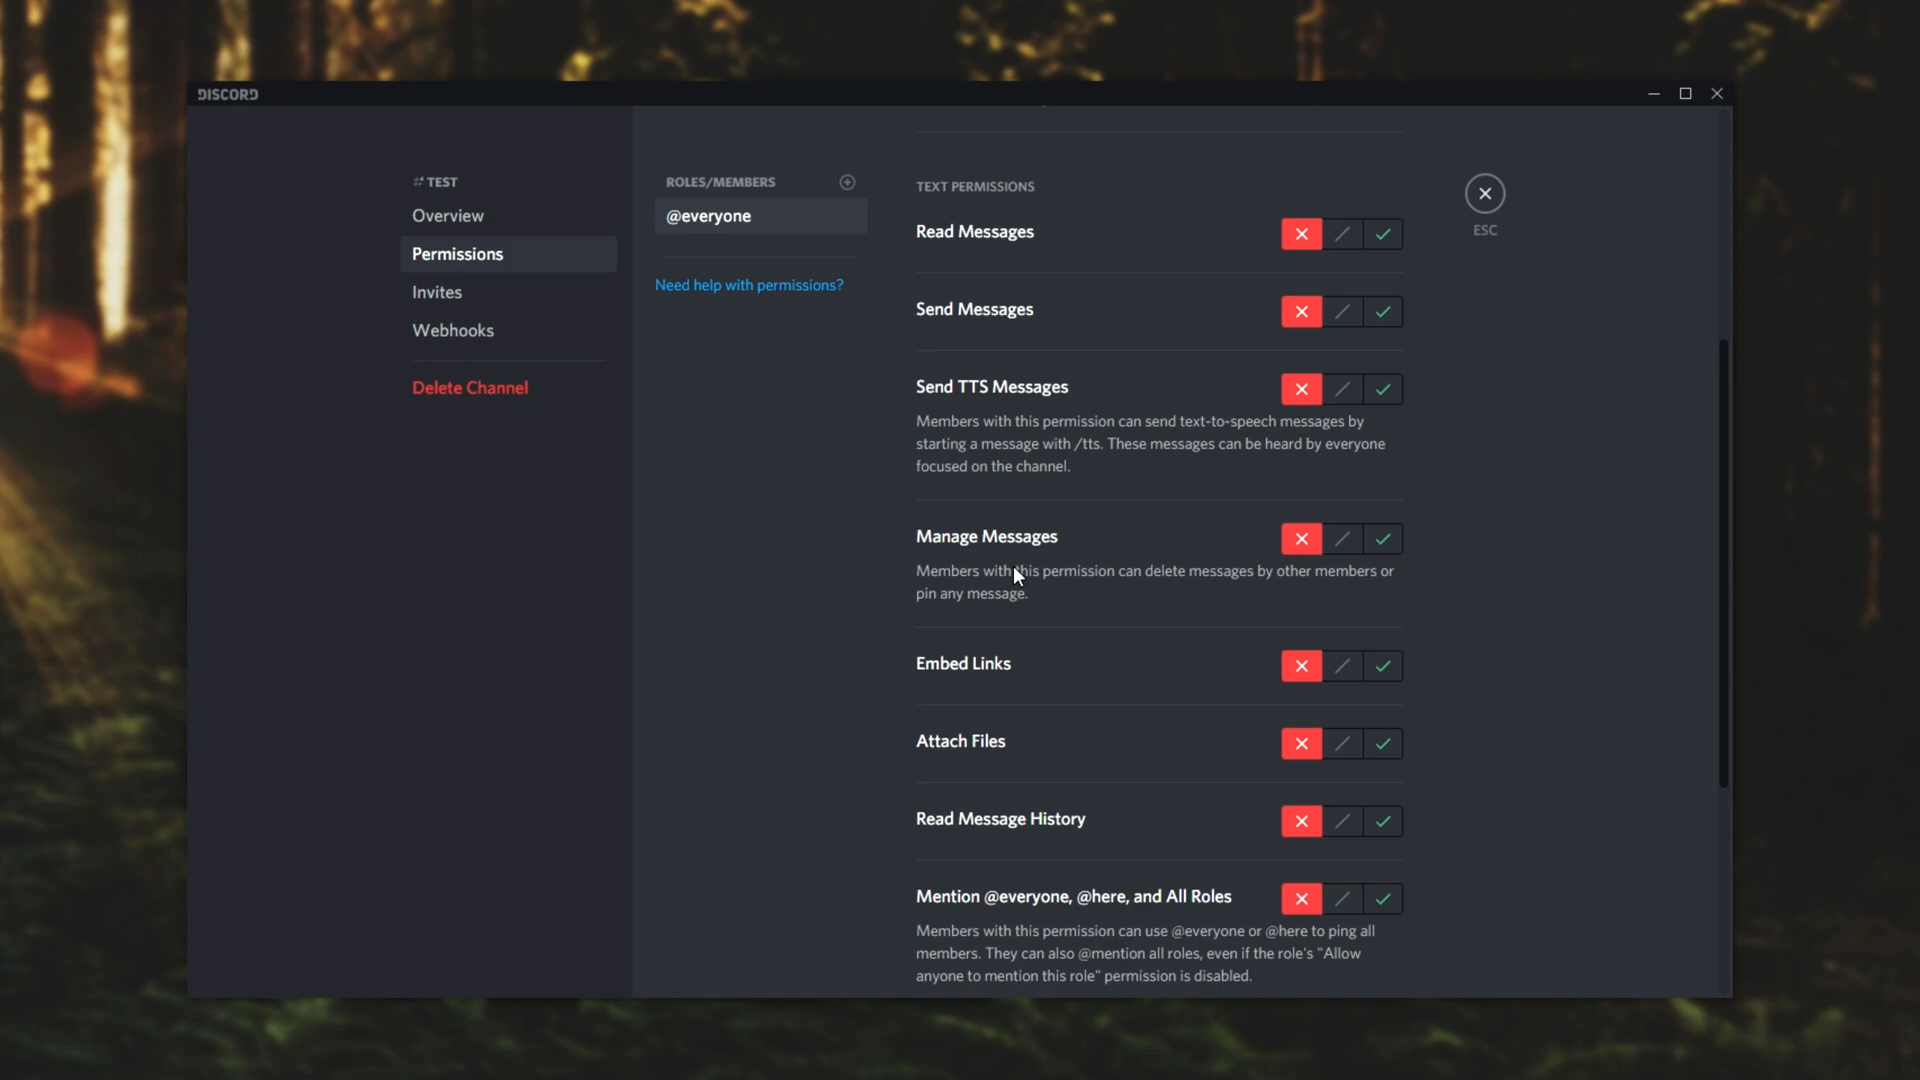 DISCORD
# TEST
Overview
Permissions
Invites
Webhooks
Delete Channel
ROLES/MEMBERS
@everyone
Need help with permissions?
TEXT PERMISSIONS
Read Messages
Send Messages
Send TTS Messages
Members with this permission can send text-to-speech messages by
starting a message with /tts. These messages can be heard by everyone
focused on the channel.
Manage Messages
Members with this permission can delete messages by other members or
pin any message.
Embed Links
Attach Files
Read Message History
Mention @everyone, @here, and All Roles
Members with this permission can use @everyone or @here to ping all
members. They can also @mention all roles, even if the role's "Allow
anyone to mention this role" permission is disabled.
ESC